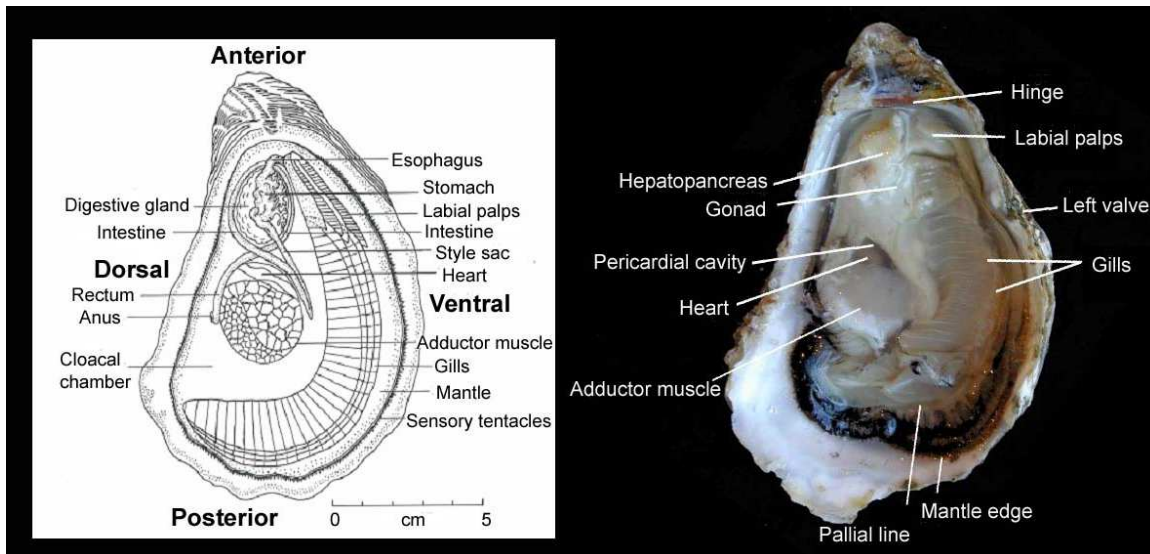 Anterior
Esophagus
Stomach
Digestive gland
Labial palps
Intestine
Intestine
Style sac
Dorsal
Heart
Rectum
Ventral
Anus
Adductor muscle
Cloacal
chamber
Gills
Mantle
Sensory tentacles
Posterior
0 cm 5
Hinge
Labial palps
Hepatopancreas
Gonad
Left valve
Pericardial cavity
Gills
Heart
Adductor muscle
Mantle edge
Pallial line